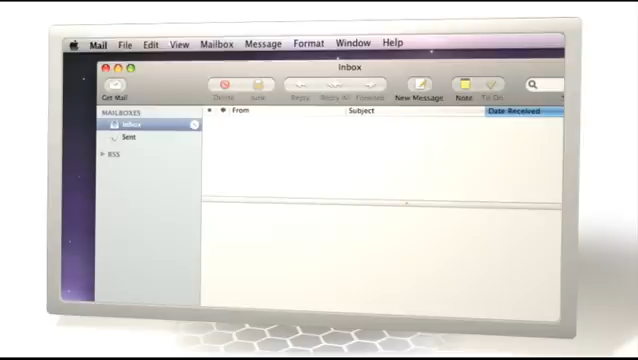 Mail File Edit View Mailbox Message Format Window Help
Inbox
Get Mail Delete Junk Reply Reply All Forward New Message Note To Do
MAILBOXES
From Subject Date Received
Inbox
Sent
RSS